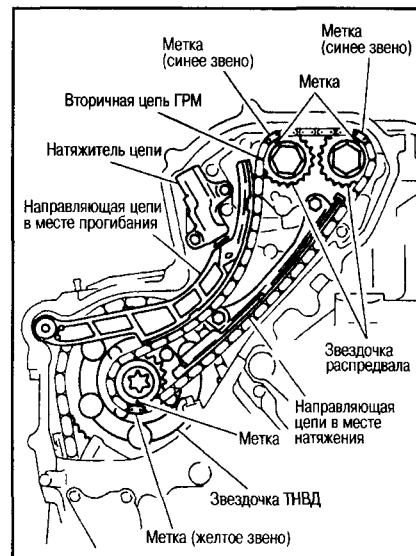 Метка
(синее звено)
Метка
(синее звено)
Метка
Вторичная цепь ГРМ
Натяжитель цепи
Направляющая цепи
в месте прогибания
Звездочка
распредвала
Направляющая
цепи в месте
натяжения
Метка
Звездочка ТНВД
Метка (желтое звено)